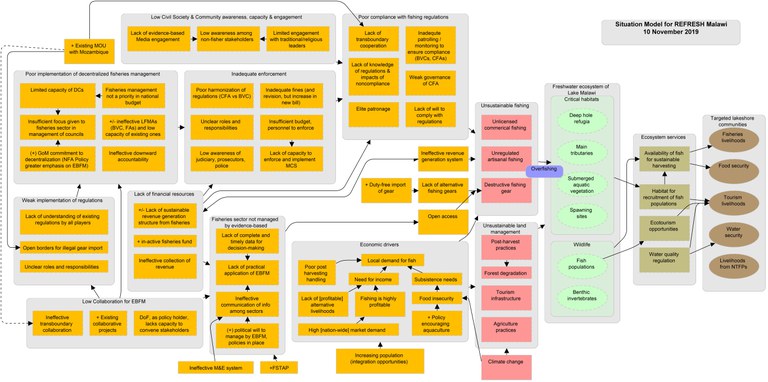 Situation Model for REFRESH Malawi
10 November 2019
+ Existing MOU
with Mozambique
Low Civil Society & Community awareness, capacity & engagement
Lack of evidence-based
Media engagement
Low awareness among
non-fisher stakeholders
Limited engagement
with traditional/religious
leaders
Poor compliance with fishing regulations
Lack of
transboundary
cooperation
Inadequte
patrolling /
monitoring to
ensure compliance
(BVCs, CFAs)
Lack of knowledge
of regulations &
impacts of
noncompliance
Weak governance
of CFA
Elite patronage
Lack of will to
comply with
regulations
Poor implementation of decentralized fisheries management
Limited capacity of DCs
Fisheries management
not a priority in national
budget
Insufficient focus given to
fisheries sector in
management of councils
+/-ineffective LFMAs
(BVC, FAs) and low
capacity of existing ones
(+) GoM commitment to
decentralization (NFA Policy
greater emphasis on EBFM)
Ineffective downward
accountability
Inadequate enforcement
Poor harmonization of
regulations (CFA vs BVC)
Inadequate fines (and
revision, but increase in
new bill)
Unclear roles and
responsibilities
Insufficient budget,
personnel to enforce
Low awareness of
judiciary, prosecutors,
police
Lack of capacity to
enforce and implement
MCS
Weak implementation of regulations
Lack of understanding of existing
regulations by all players
Open borders for illegal gear import
Unclear roles and responsibilities
Lack of financial resources
+/- Lack of sustainable
revenue generation
structure from fisheries
+ in-active fisheries fund
Ineffective collection of
revenue
Fisheries sector not managed
by evidence-based
Lack of complete and
timely data for
decision-making
Lack of practical
application of EBFM
Ineffective
communication of info
among sectors
(+) political will to
manage by EBFM,
policies in place
Low Collaboration for EBFM
Ineffective
transboundary
collaboration
+ Existing
collaborative
projects
DoF, as policy holder,
lacks capacity to
convene stakeholders
Ineffective M&E system
+FSTAP
Ineffective revenue
generation system
+ Duty-free import
of gear
Lack of alternative
fishing gears
Open access
Economic drivers
Poor post
harvesting
handling
Local demand for fish
Need for income
Subsistence needs
Lack of [profitable]
alternative
livelihoods
Fishing is highly
profitable
Food insecurity
High [nation-wide] market demand
+ Policy
encouraging
aquaculture
Increasing population
(integration opportunities)
Unsustainable fishing
Unlicensed
commerical fishing
Unregulated
artisanal fishing
Destructive fishing
gear
Overfishing
Unsustainable land
management
Post-harvest
practices
Forest degradation
Tourism
infrastructure
Agriculture
practices
Climate change
Freshwater ecosystem of
Lake Malawi
Critical habitats
Deep hole
refugia
Main
tributaries
Submerged
aquatic
vegetation
Spawning
sites
Wildlife
Fish
populations
Benthic
invertebrates
Ecosystem services
Availability of fish
for sustainable
harvesting
Habitat for
recruitment of fish
populations
Ecotourism
opportunities
Water quality
regulation
Targeted lakeshore
communities
Fisheries
livelihoods
Food security
Tourism
livelihoods
Water
security
Livelihoods
from NTFPs